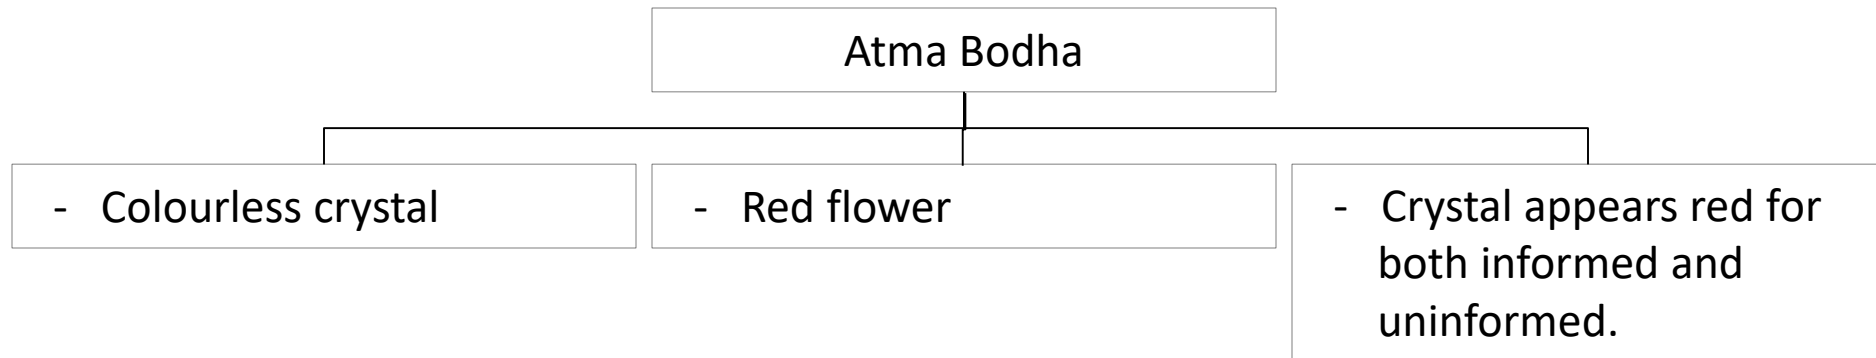 Atma Bodha
- Colourless crystal
- Red flower
- Crystal appears red for
both informed and
uninformed.